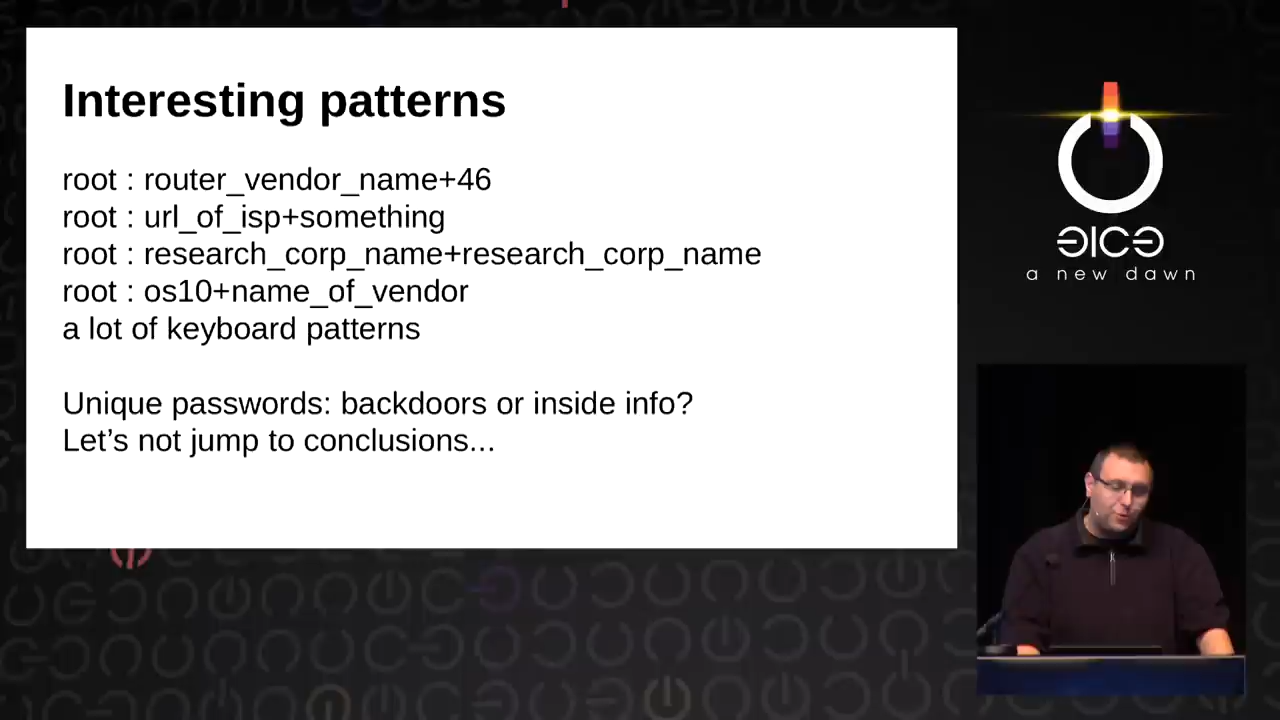 Interesting patterns
root : router_vendor_name+46
root : url_of_isp+something
root : research_corp_name+research_corp_name
root : os10+name_of_vendor
a lot of keyboard patterns
Unique passwords: backdoors or inside info?
Let’s not jump to conclusions...
a new dawn